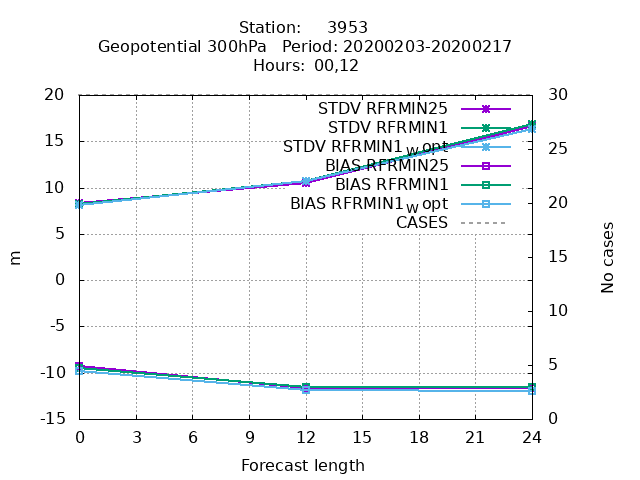 Station:     3953
Geopotential 300hPa   Period: 20200203-20200217
Hours:  00,12
20
15
10
5
0
-5
-10
-15
m
STDV RFRMIN25
STDV RFRMIN1
STDV RFRMIN1_w opt
BIAS RFRMIN25
BIAS RFRMIN1
BIAS RFRMIN1_w opt
CASES
30
25
20
15
10
5
0
No cases
0 3 6 9 12 15 18 21 24
Forecast length